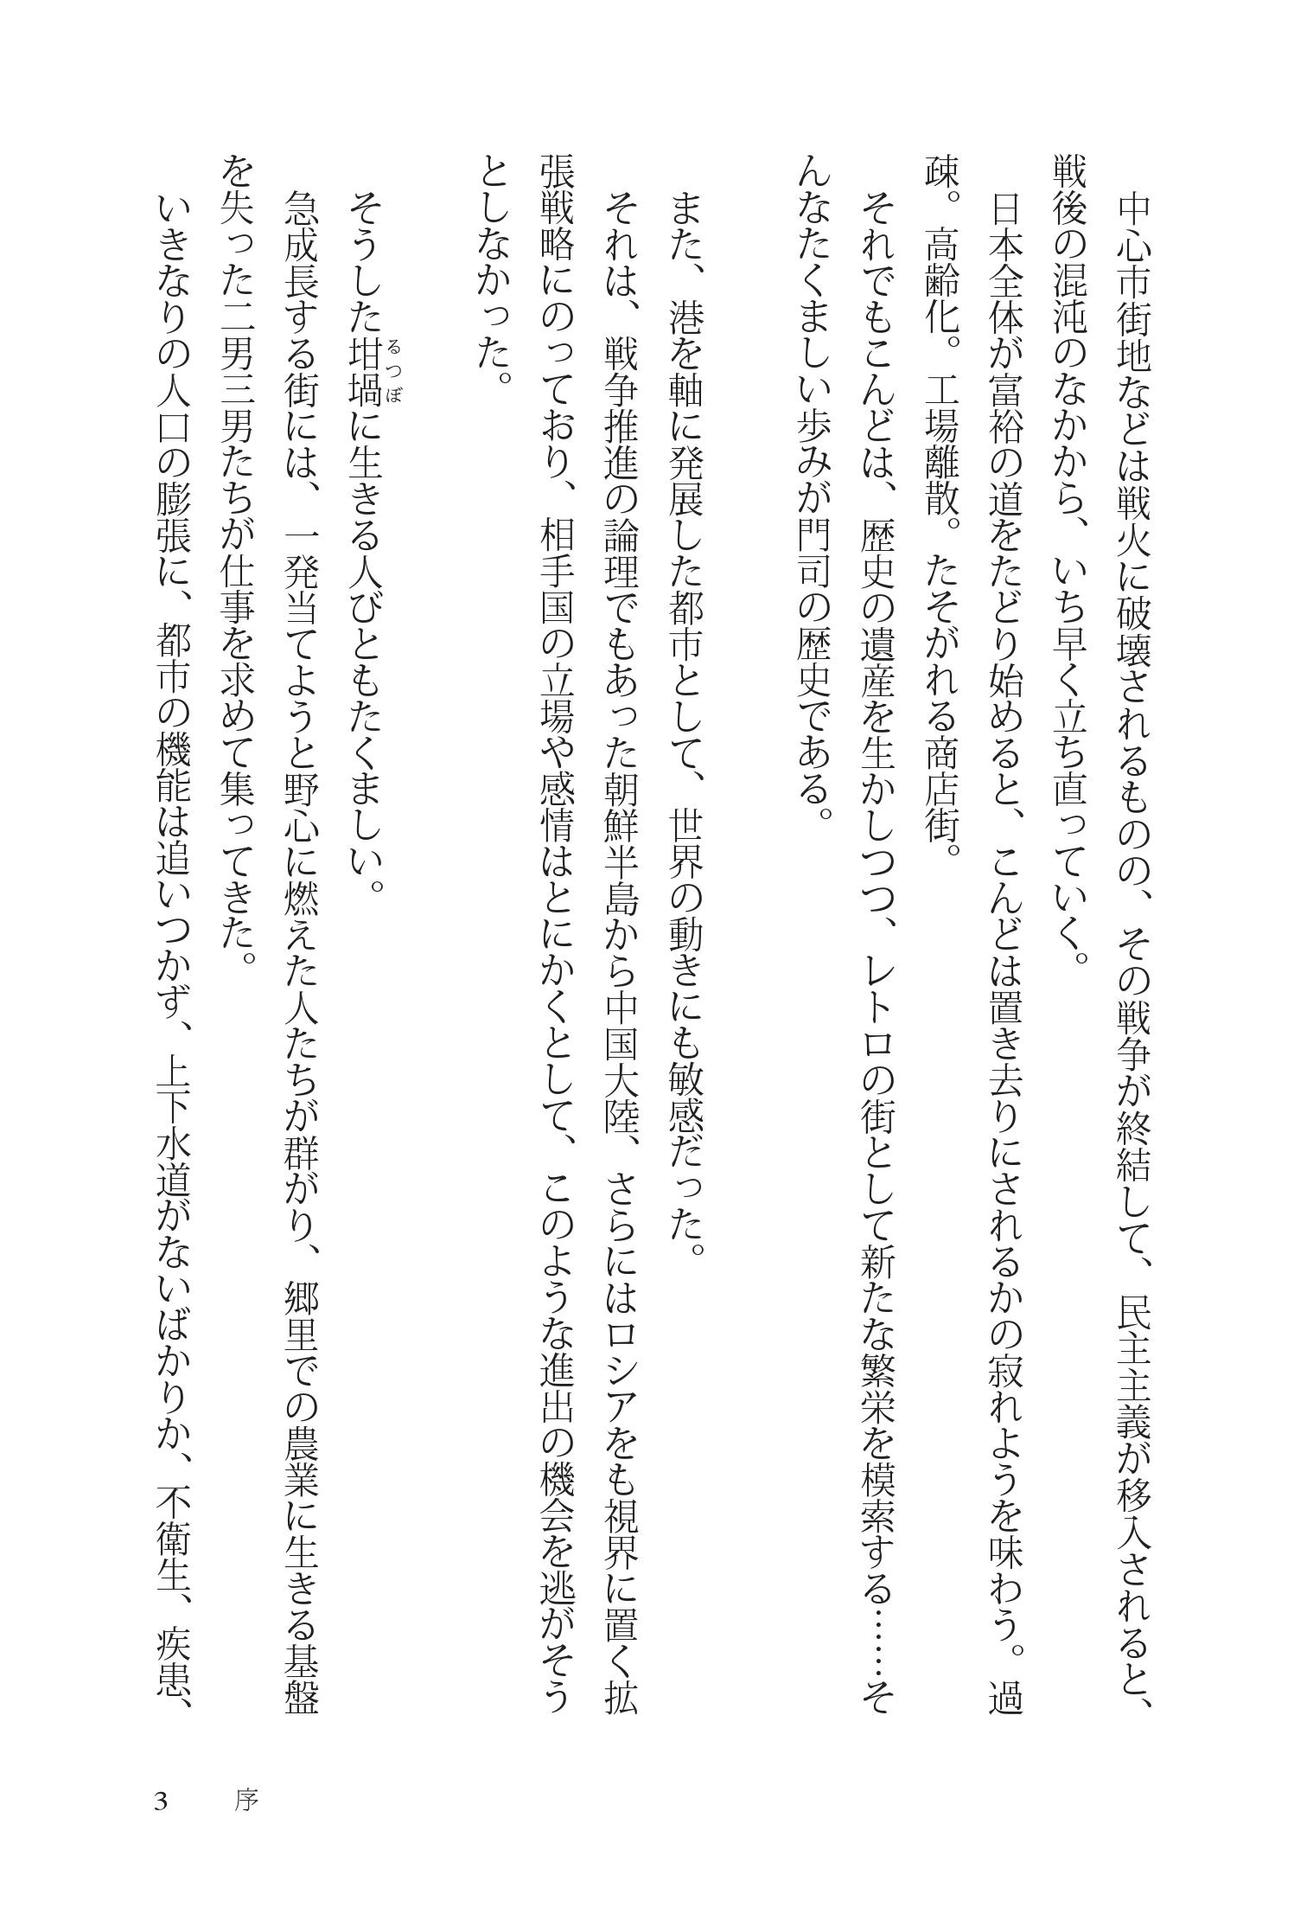 中心市街地などは戦火に破壊されるものの、その戦争が終結して、民主主義が移入されると、
戦後の混沌のなかから、いち早く立ち直っていく。
日本全体が富裕の道をたどり始めると、こんどは置き去りにされるかの寂れようを味わう。過
疎。高齢化。工場離散。たそがれる商店街。
それでもこんどは、歴史の遺産を生かしつつ、レトロの街として新たな繁栄を模索する……そ
んなたくましい歩みが門司の歴史である。
また、港を軸に発展した都市として、世界の動きにも敏感だった。
それは、戦争推進の論理でもあった朝鮮半島から中国大陸、さらにはロシアをも視界に置く拡
張戦略にのっており、相手国の立場や感情はとにかくとして、このような進出の機会を逃がそう
としなかった。
そうした坩堝に生きる人びともたくましい。
るつぼ
急成長する街には、一発当てようと野心に燃えた人たちが群がり、郷里での農業に生きる基盤
を失った二男三男たちが仕事を求めて集ってきた。
いきなりの人口の膨張に、都市の機能は追いつかず、上下水道がないばかりか、不衛生、疾患、
序
3